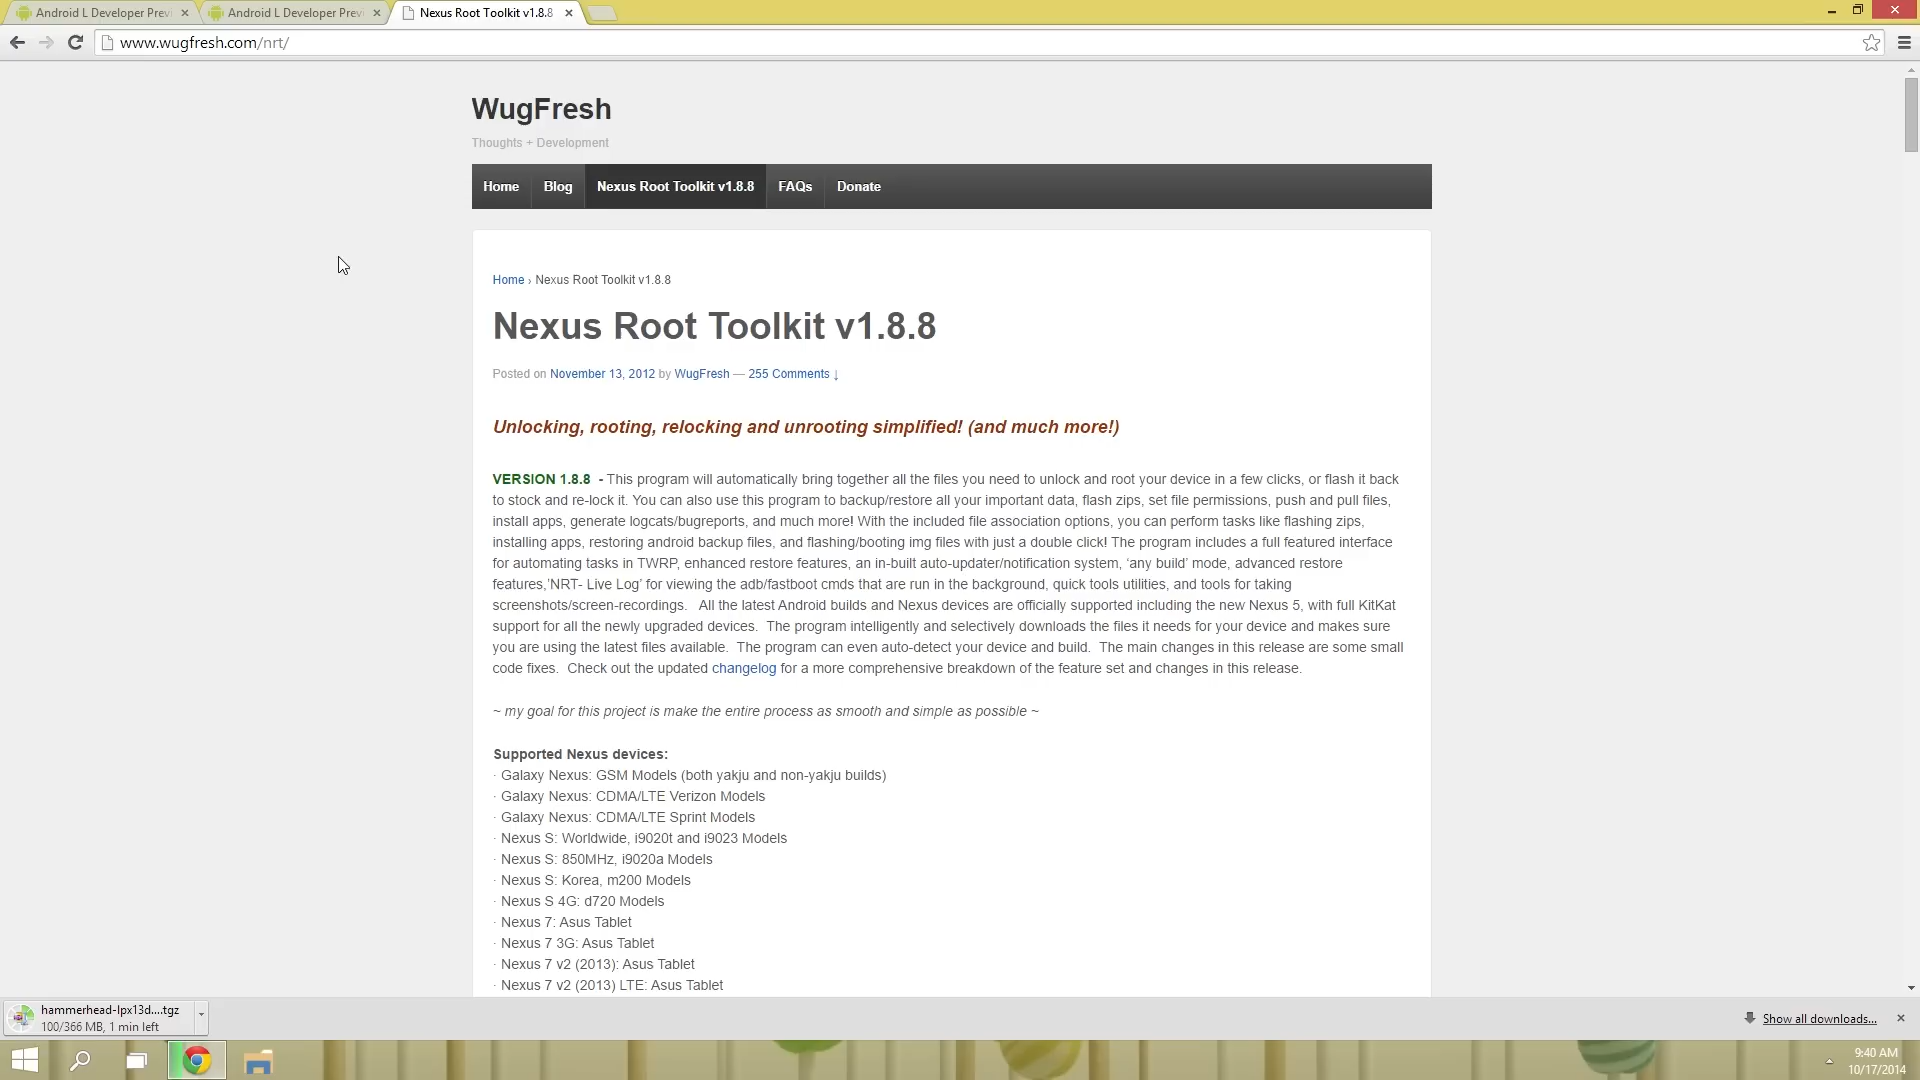 Android L Developer Previ
Android L Developer Previ
Nexus Root Toolkit v1.8.8
www.wugfresh.com/nrt/
WugFresh
Thoughts + Development
Home Blog Nexus Root Toolkit v1.8.8 FAQs Donate
Home › Nexus Root Toolkit v1.8.8
Nexus Root Toolkit v1.8.8
Posted on November 13, 2012 by WugFresh — 255 Comments ↓
Unlocking, rooting, relocking and unrooting simplified! (and much more!)
VERSION 1.8.8 - This program will automatically bring together all the files you need to unlock and root your device in a few clicks, or flash it back
to stock and re-lock it. You can also use this program to backup/restore all your important data, flash zips, set file permissions, push and pull files,
install apps, generate logcats/bugreports, and much more! With the included file association options, you can perform tasks like flashing zips,
installing apps, restoring android backup files, and flashing/booting img files with just a double click! The program includes a full featured interface
for automating tasks in TWRP, enhanced restore features, an in-built auto-updater/notification system, ‘any build’ mode, advanced restore
features,’NRT- Live Log’ for viewing the adb/fastboot cmds that are run in the background, quick tools utilities, and tools for taking
screenshots/screen-recordings. All the latest Android builds and Nexus devices are officially supported including the new Nexus 5, with full KitKat
support for all the newly upgraded devices. The program intelligently and selectively downloads the files it needs for your device and makes sure
you are using the latest files available. The program can even auto-detect your device and build. The main changes in this release are some small
code fixes. Check out the updated changelog for a more comprehensive breakdown of the feature set and changes in this release.
~ my goal for this project is make the entire process as smooth and simple as possible ~
Supported Nexus devices:
· Galaxy Nexus: GSM Models (both yakju and non-yakju builds)
· Galaxy Nexus: CDMA/LTE Verizon Models
· Galaxy Nexus: CDMA/LTE Sprint Models
· Nexus S: Worldwide, i9020t and i9023 Models
· Nexus S: 850MHz, i9020a Models
· Nexus S: Korea, m200 Models
· Nexus S 4G: d720 Models
· Nexus 7: Asus Tablet
· Nexus 7 3G: Asus Tablet
· Nexus 7 v2 (2013): Asus Tablet
· Nexus 7 v2 (2013) LTE: Asus Tablet
hammerhead-lpx13d....tgz
100/366 MB, 1 min left
Show all downloads...
9:40 AM
10/17/2014